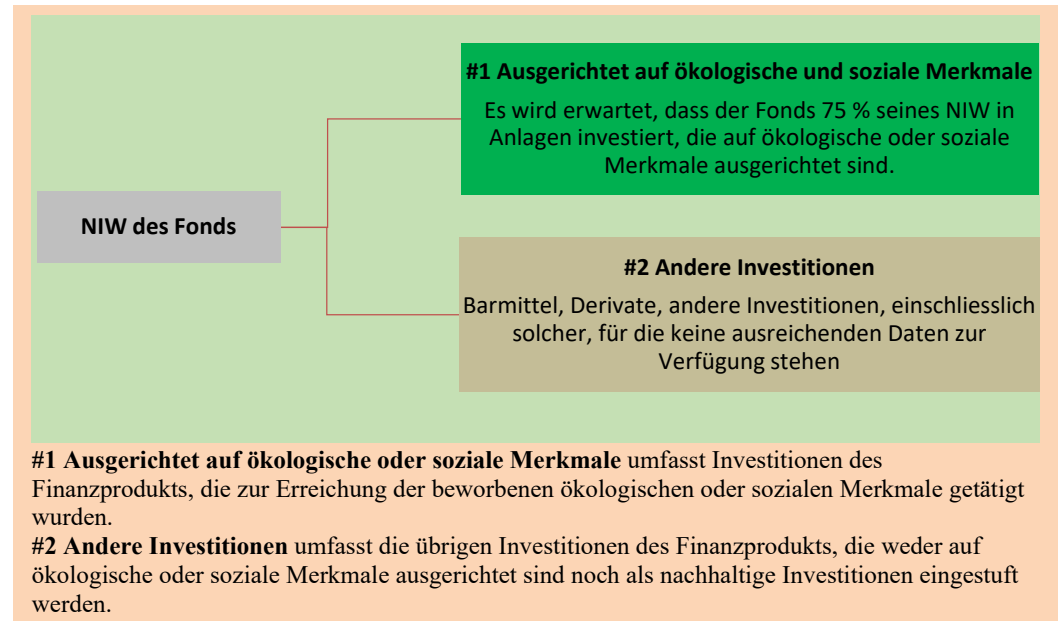 #1 Ausgerichtet auf ökologische und soziale Merkmale
Es wird erwartet, dass der Fonds 75 % seines NIW in
Anlagen investiert, die auf ökologische oder soziale
Merkmale ausgerichtet sind.
NIW des Fonds
#2 Andere Investitionen
Barmittel, Derivate, andere Investitionen, einschliesslich
solcher, für die keine ausreichenden Daten zur
Verfügung stehen
#1 Ausgerichtet auf ökologische oder soziale Merkmale umfasst Investitionen des
Finanzprodukts, die zur Erreichung der beworbenen ökologischen oder sozialen Merkmale getätigt
wurden.
#2 Andere Investitionen umfasst die übrigen Investitionen des Finanzprodukts, die weder auf
ökologische oder soziale Merkmale ausgerichtet sind noch als nachhaltige Investitionen eingestuft
werden.